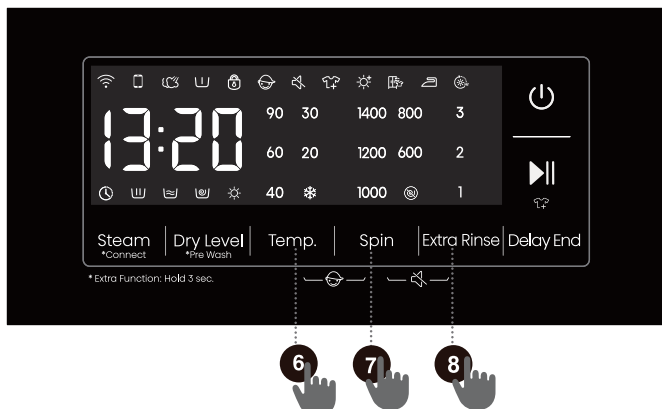 13:20
90 30 1400 800 3
60 20 1200 600 2
40 1000 1
Steam Dry Level Temp. Spin Extra Rinse Delay End
*Connect *Pre Wash
* Extra Function: Hold 3 sec.
6 7 8